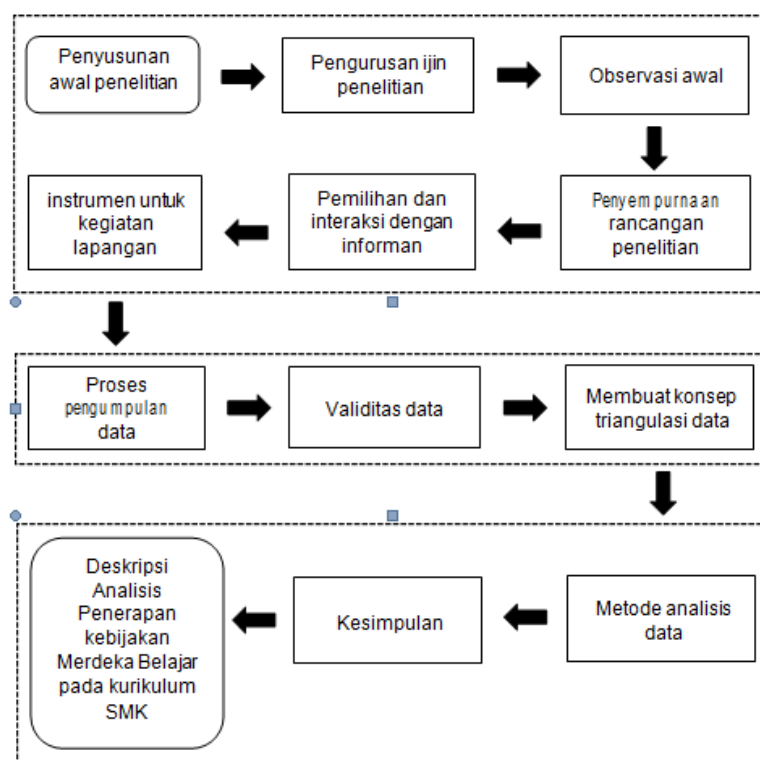 Penyusunan
awal penelitian
Pengurusan ijin
penelitian
Observasi awal
Penyempurnaan
rancangan
penelitian
Pemilihan dan
interaksi dengan
informan
instrumen untuk
kegiatan
lapangan
Proses
pengumpulan
data
Validitas data
Membuat konsep
triangulasi data
Metode analisis
data
Kesimpulan
Deskripsi
Analisis
Penerapan
kebijakan
Merdeka Belajar
pada kurikulum
SMK